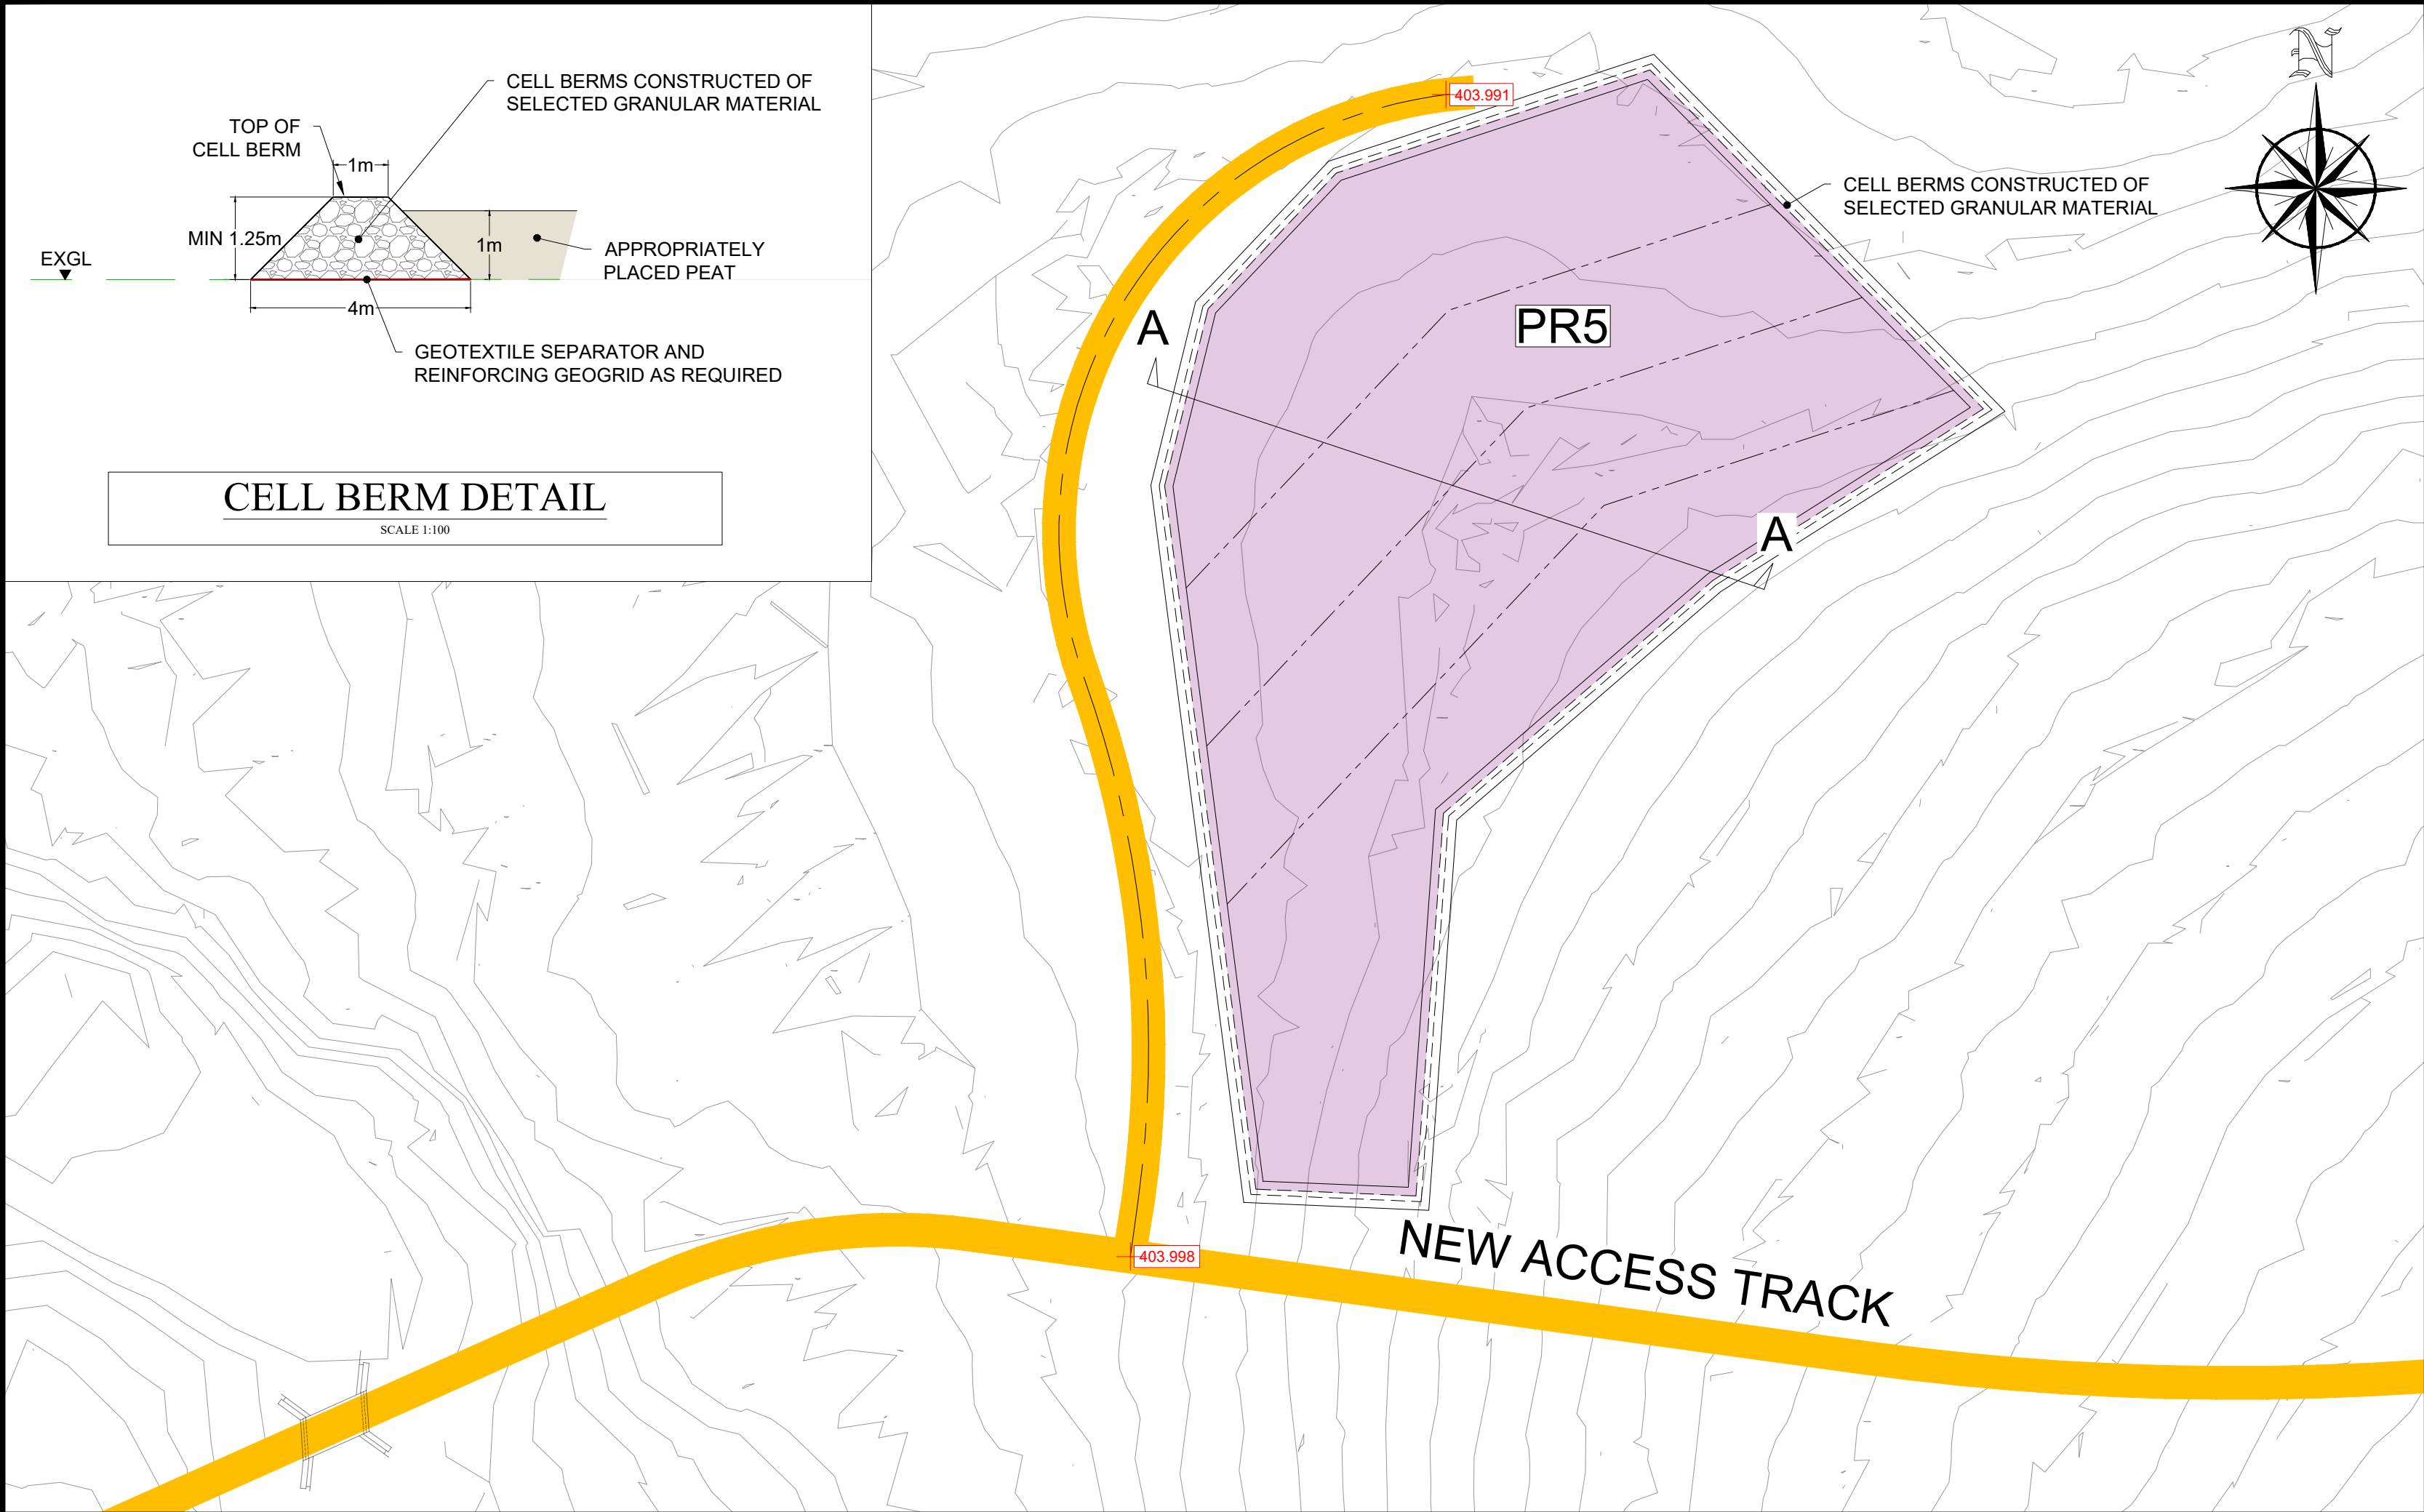 CELL BERMS CONSTRUCTED OF
SELECTED GRANULAR MATERIAL
TOP OF
CELL BERM
1m
MIN 1.25m
1m
EXGL
APPROPRIATELY
PLACED PEAT
4m
GEOTEXTILE SEPARATOR AND
REINFORCING GEOGRID AS REQUIRED
CELL BERM DETAIL
SCALE 1:100
403.991
N
CELL BERMS CONSTRUCTED OF
SELECTED GRANULAR MATERIAL
A
PR5
A
NEW ACCESS TRACK
403.998